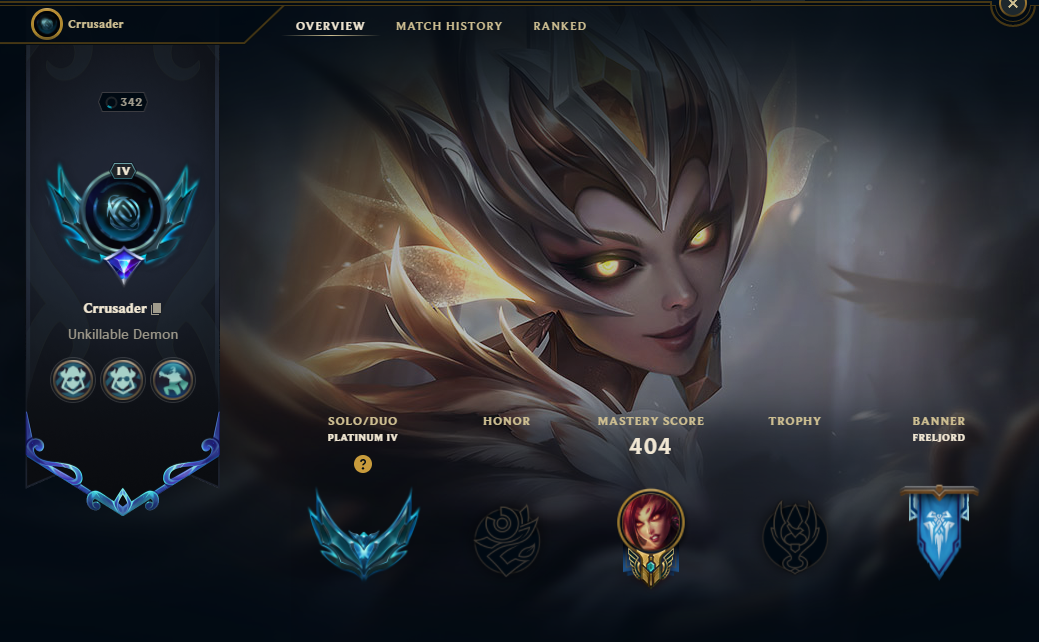 Crrusader
OVERVIEW
MATCH HISTORY
RANKED
342
IV
Crrusader
Unkillable Demon
SOLO/DUO
PLATINUM IV
?
HONOR
MASTERY SCORE
404
TROPHY
BANNER
FRELJORD